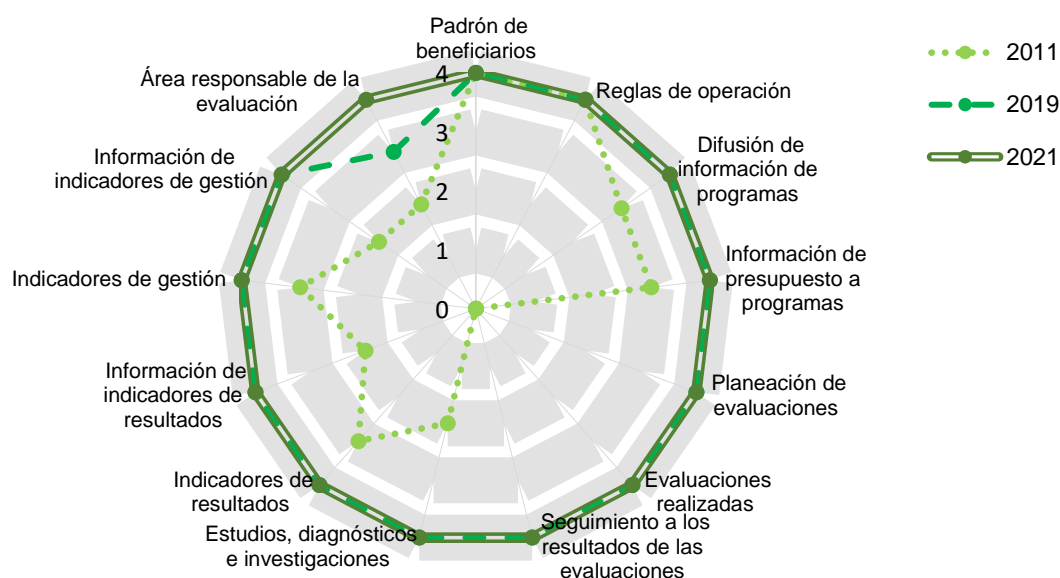 Padrón de
beneficiarios
Reglas de operación
Difusión de
información de
programas
Información de
presupuesto a
programas
Planeación de
evaluaciones
Evaluaciones
realizadas
Seguimiento a los
resultados de las
evaluaciones
Estudios, diagnósticos
e investigaciones
Indicadores de
resultados
Información de
indicadores de
resultados
Indicadores de gestión
Información de
indicadores de gestión
Área responsable de la
evaluación
4
3
2
1
0
2011
2019
2021